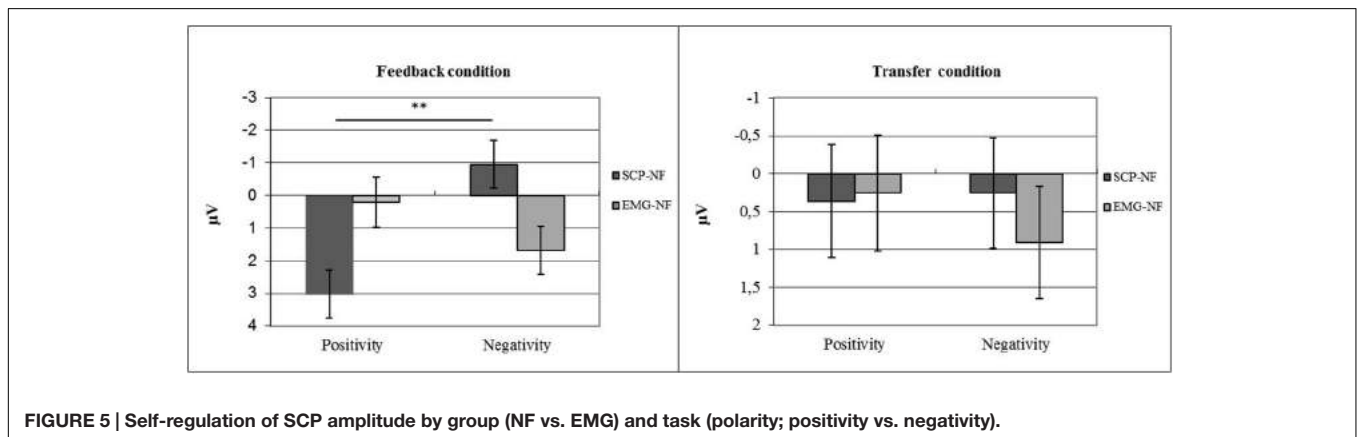 Feedback condition
-3
-2
-1
0
1
2
3
4
µV
**
Positivity
Negativity
SCP-NF
EMG-NF
Transfer condition
-1
-0,5
0
0,5
1
1,5
2
µV
Positivity
Negativity
SCP-NF
EMG-NF
FIGURE 5 | Self-regulation of SCP amplitude by group (NF vs. EMG) and task (polarity; positivity vs. negativity).